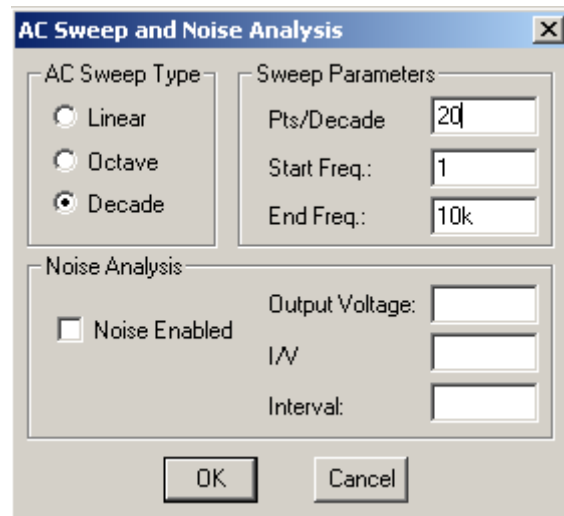 AC Sweep and Noise Analysis
AC Sweep Type
Linear
Octave
Decade
Sweep Parameters
Pts/Decade 20
Start Freq.: 1
End Freq.: 10k
Noise Analysis
Noise Enabled
Output Voltage:
I/V
Interval:
OK Cancel